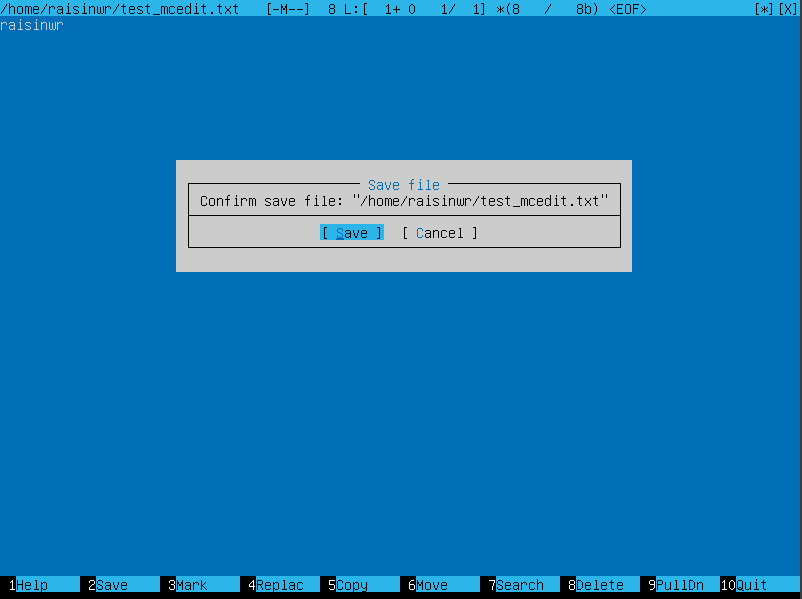 /home/raisinwr/test_mcedit.txt [-M--] 8 L:[ 1+ 0 1/ 1] *(8 / 8b) <EOF> [*][X]
raisinwr
Save file
Confirm save file: "/home/raisinwr/test_mcedit.txt"
[ Save ] [ Cancel ]
1Help 2Save 3Mark 4Replac 5Copy 6Move 7Search 8Delete 9PullDn 10Quit